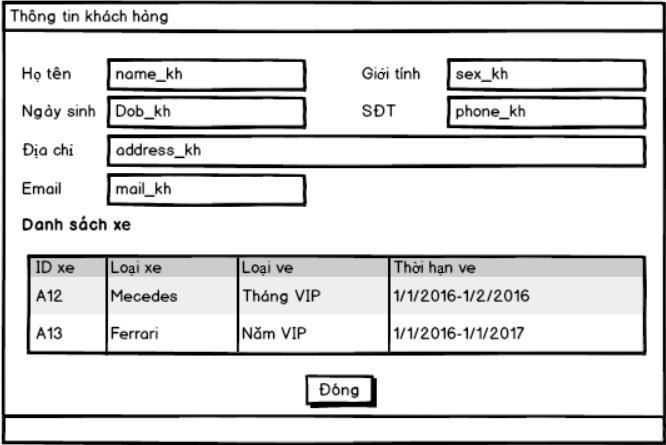 Thông tin khách hàng
Họ tên name_kh Giới tính sex_kh
Ngày sinh Dob_kh SĐT phone_kh
Địa chỉ address_kh
Email mail_kh
Danh sách xe
ID xe Loại xe Loại ve Thời hạn ve
A12 Mecedes Tháng VIP 1/1/2016-1/2/2016
A13 Ferrari Năm VIP 1/1/2016-1/1/2017
Đóng